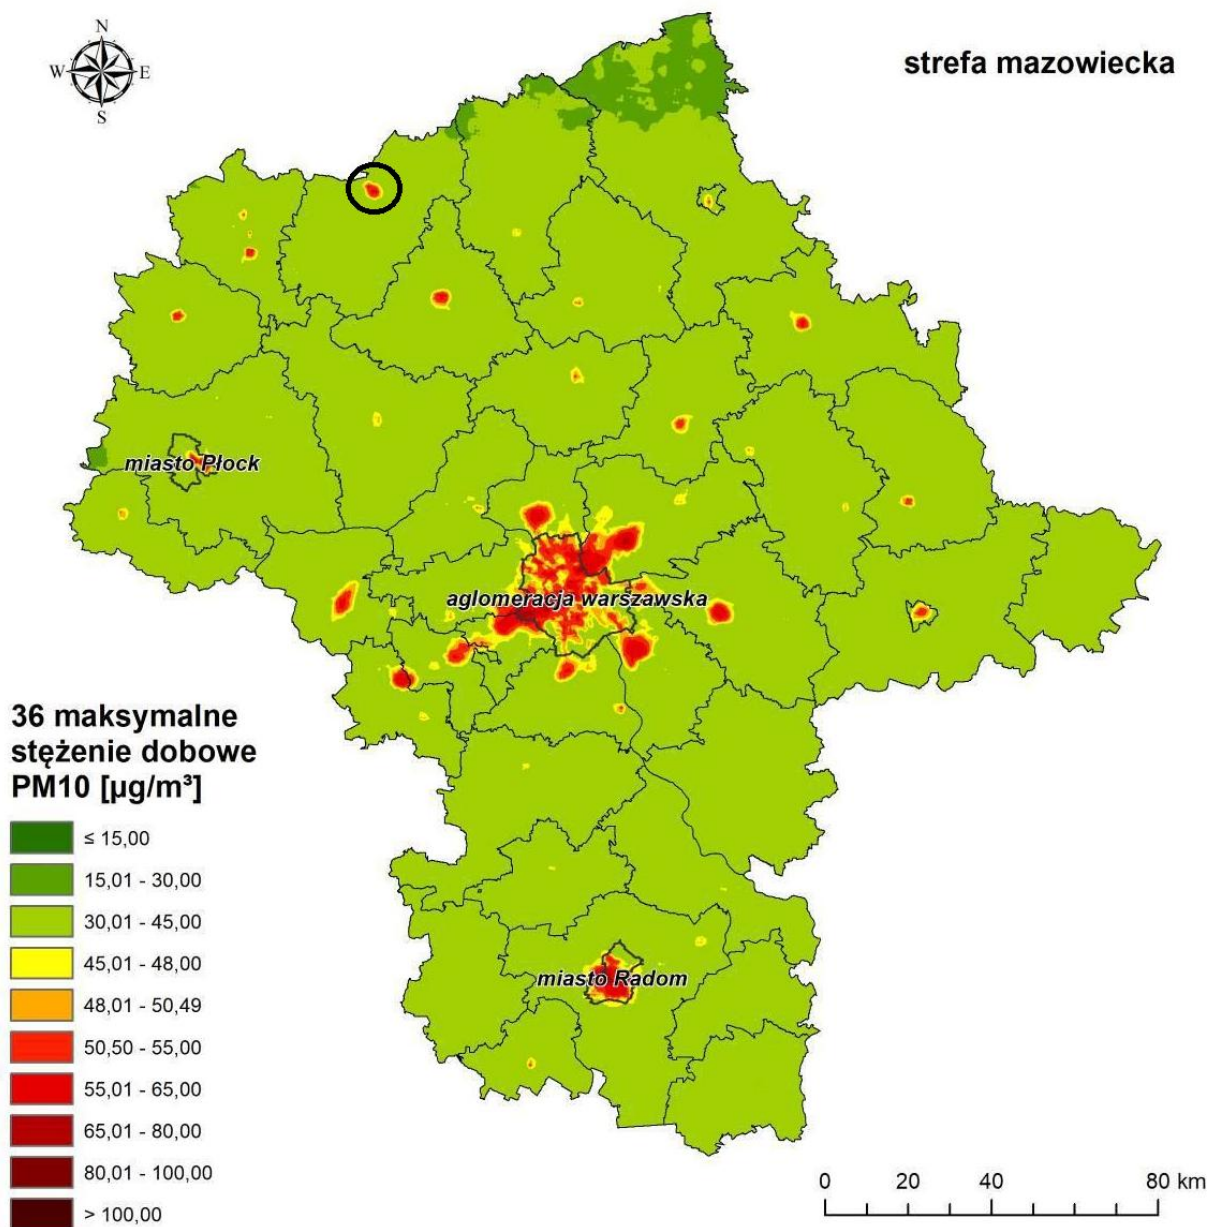 N
W E
S
strefa mazowiecka
miasto Płock
aglomeracja warszawska
miasto Radom
36 maksymalne
stężenie dobowe
PM10 [µg/m³]
≤ 15,00
15,01 - 30,00
30,01 - 45,00
45,01 - 48,00
48,01 - 50,49
50,50 - 55,00
55,01 - 65,00
65,01 - 80,00
80,01 - 100,00
> 100,00
0 20 40 80 km